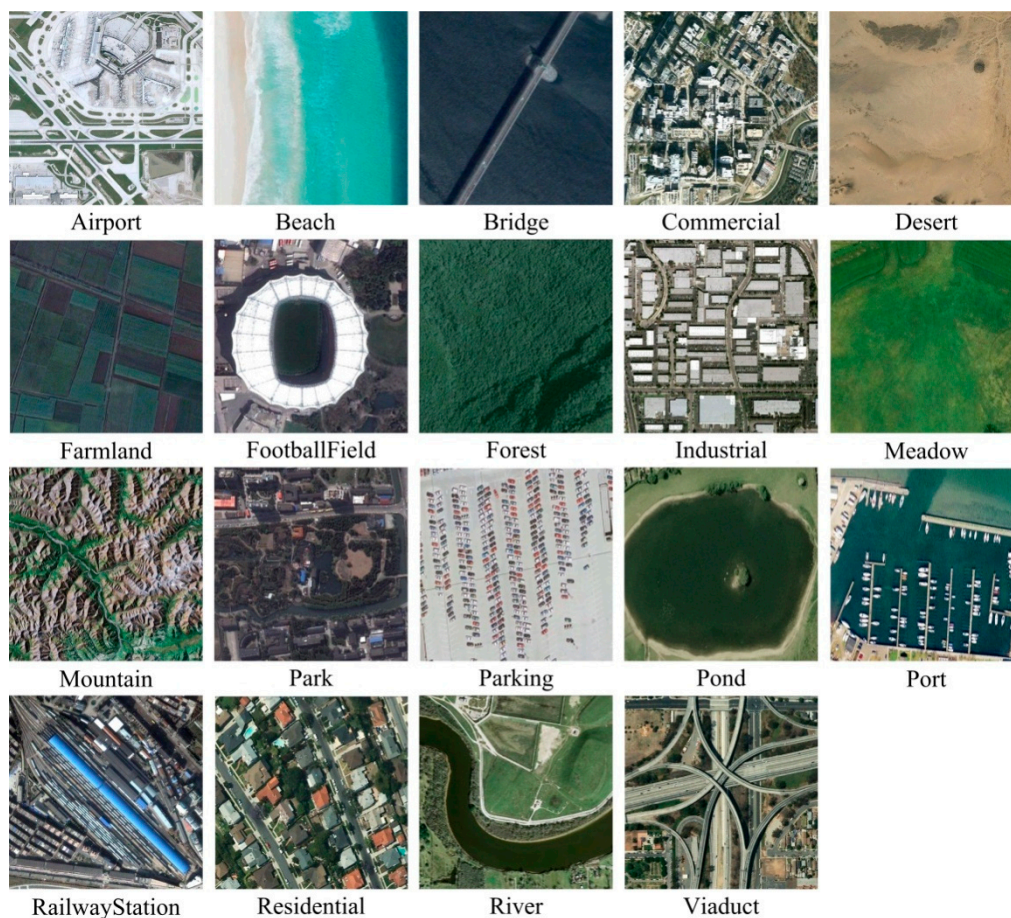 Airport
Beach
Bridge
Commercial
Desert
Farmland
FootballField
Forest
Industrial
Meadow
Mountain
Park
Parking
Pond
Port
RailwayStation
Residential
River
Viaduct